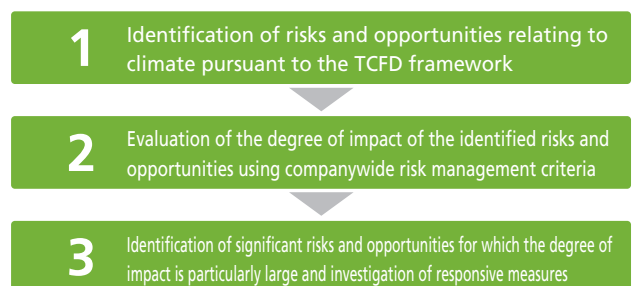 1
Identification of risks and opportunities relating to
climate pursuant to the TCFD framework
2
Evaluation of the degree of impact of the identified risks and
opportunities using companywide risk management criteria
3
Identification of significant risks and opportunities for which the degree of
impact is particularly large and investigation of responsive measures